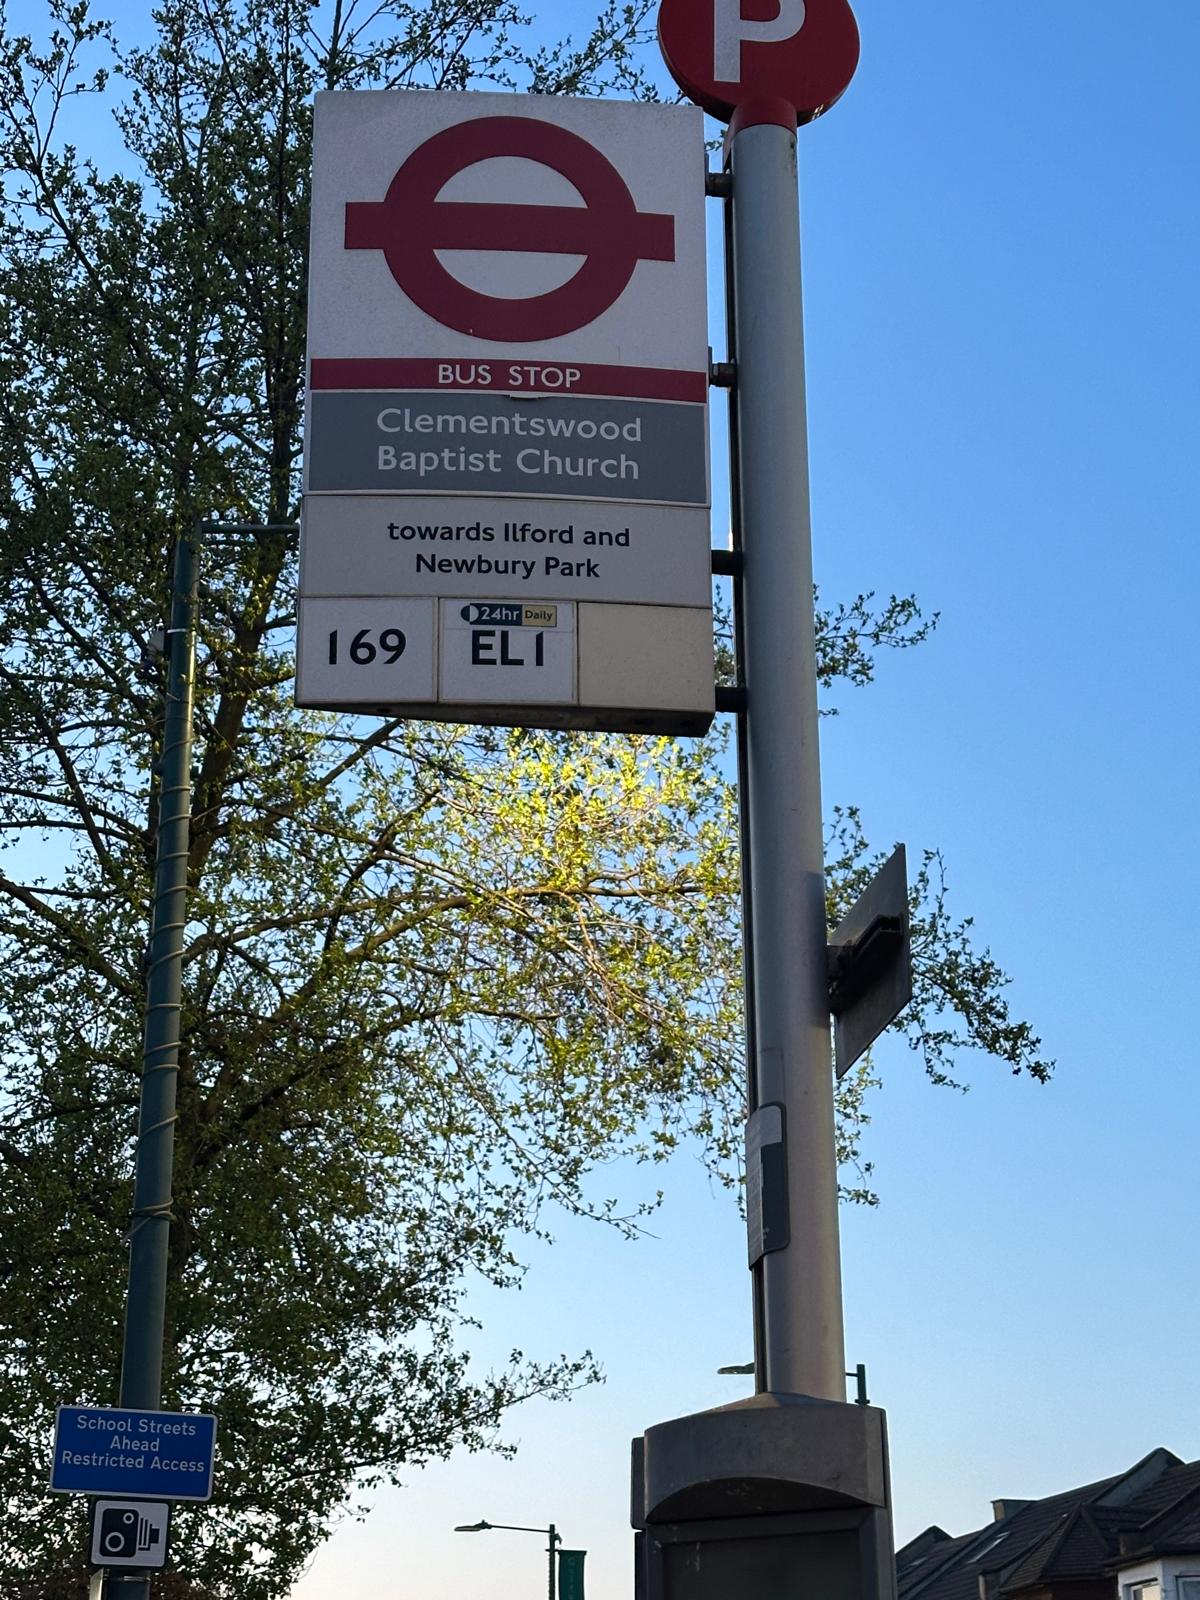 P
BUS STOP
Clementswood
Baptist Church
towards Ilford and
Newbury Park
24hr Daily
169 EL1
School Streets
Ahead
Restricted Access